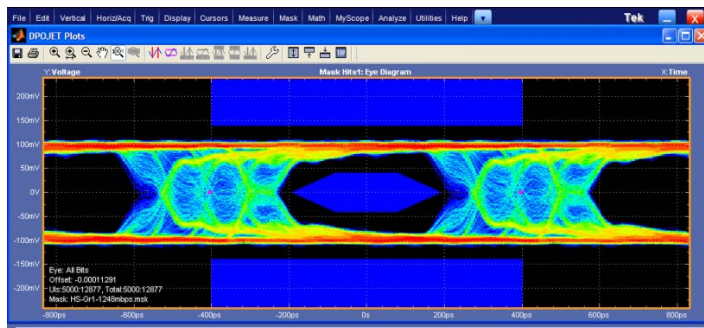 File Edit Vertical Horiz/Acq Trig Display Cursors Measure Mask Math MyScope Analyze Utilities Help Tek
DPOJET Plots
Y:Voltage Mask Hits1: Eye Diagram X:Time
200mV
150mV
100mV
50mV
0V
-50mV
-100mV
-150mV
-200mV
Eye: All Bits
Offset: -0.00011291
UIs:5000:12877, Total:5000:12877
Mask: HS-Gr1-1248mbps.msk
-800ps -600ps -400ps -200ps 0s 200ps 400ps 600ps 800ps